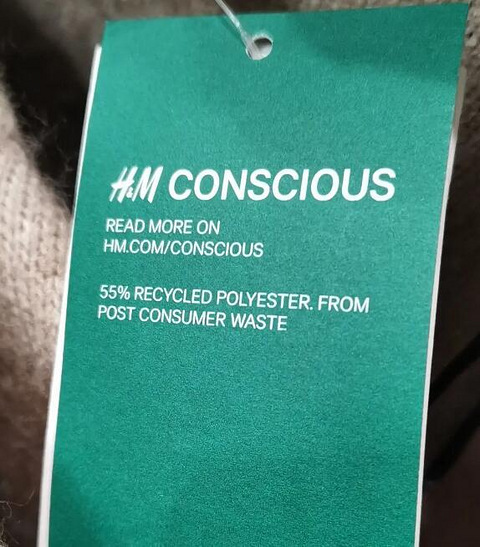 H&M CONSCIOUS
READ MORE ON
HM.COM/CONSCIOUS
55% RECYCLED POLYESTER. FROM
POST CONSUMER WASTE